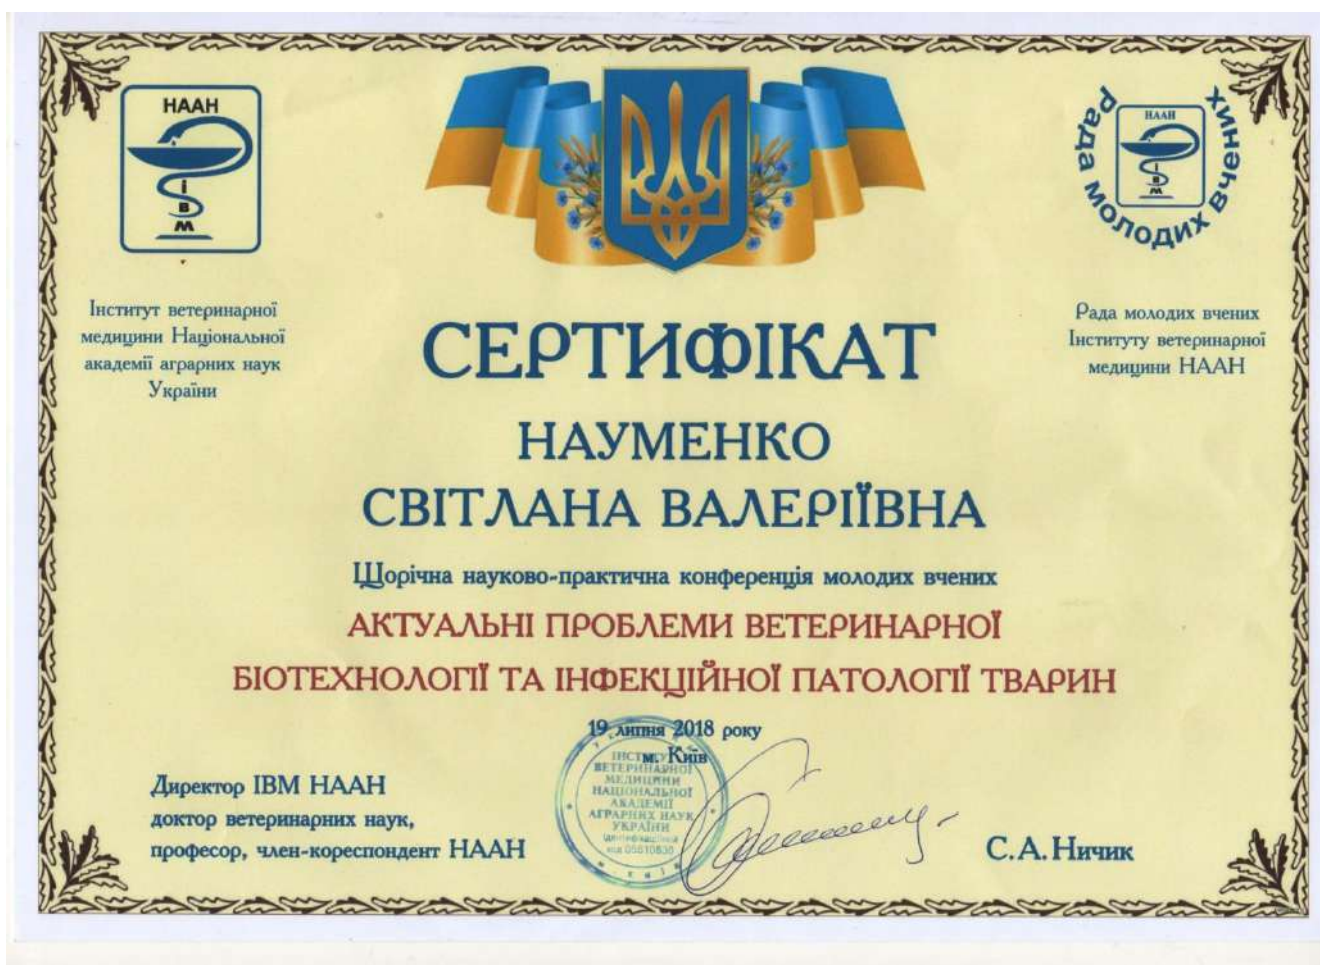 НААН
І
В
М
Інститут ветеринарної
медицини Національної
академії аграрних наук
України
Рада молодих вчених
НААН
І
В
М
Рада молодих вчених
Інституту ветеринарної
медицини НААН
СЕРТИФІКАТ
НАУМЕНКО
СВІТЛАНА ВАЛЕРІЇВНА
Щорічна науково-практична конференція молодих вчених
АКТУАЛЬНІ ПРОБЛЕМИ ВЕТЕРИНАРНОЇ
БІОТЕХНОЛОГІЇ ТА ІНФЕКЦІЙНОЇ ПАТОЛОГІЇ ТВАРИН
19 липня 2018 року
м. Київ
ІНСТИТУТ
ВЕТЕРИНАРНОЇ
МЕДИЦИНИ
НАЦІОНАЛЬНОЇ
АКАДЕМІЇ
АГРАРНИХ НАУК
УКРАЇНИ
Директор ІВМ НААН
доктор ветеринарних наук,
професор, член-кореспондент НААН
С.А. Ничик